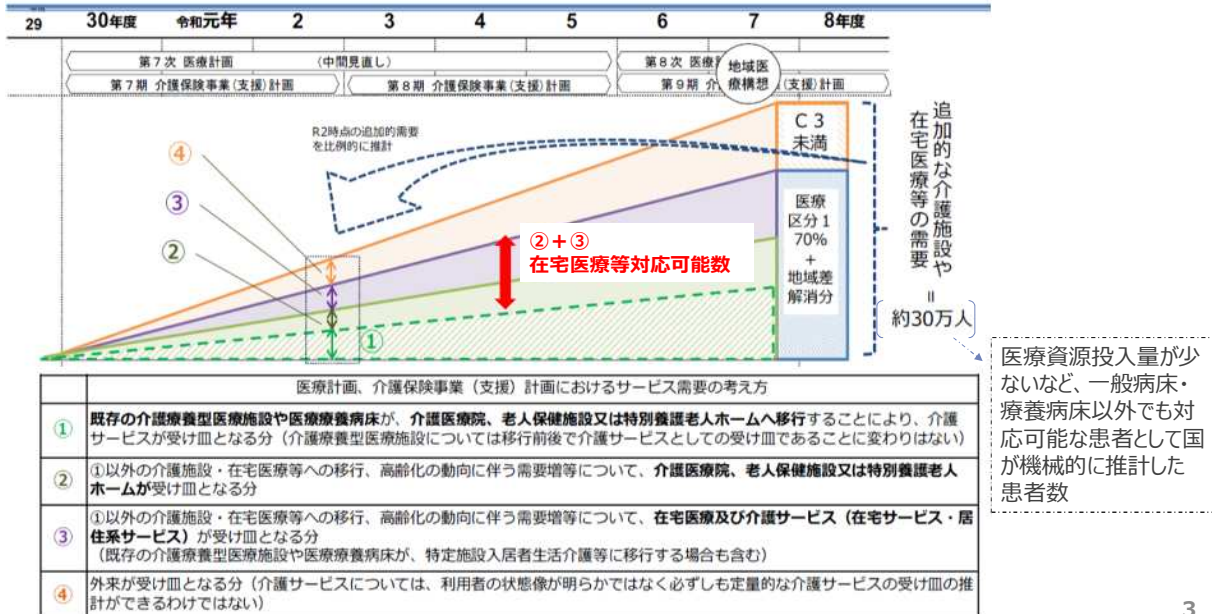 29 30年度 令和元年 2 3 4 5 6 7 8年度
第7次 医療計画 (中間見直し) 第8次 医療
第7期 介護保険事業(支援)計画 第8期 介護保険事業(支援)計画 第9期 介 (支援)計画
地域医
療構想
R2時点の追加的需要
を比例的に推計
④
③
②
①
②+③
在宅医療等対応可能数
C3
未満
医療
区分1
70%
+
地域差
解消分
追加的な介護施設や
在宅医療等の需要
=
約30万人
医療資源投入量が少
ないなど、一般病床・
療養病床以外でも対
応可能な患者として国
が機械的に推計した
患者数
医療計画、介護保険事業(支援)計画におけるサービス需要の考え方
① 既存の介護療養型医療施設や医療療養病床が、介護医療院、老人保健施設又は特別養護老人ホームへ移行することにより、介護
サービスが受け皿となる分(介護療養型医療施設については移行前後で介護サービスとしての受け皿であることに変わりはない)
② ①以外の介護施設・在宅医療等への移行、高齢化の動向に伴う需要増等について、介護医療院、老人保健施設又は特別養護老人
ホームが受け皿となる分
③ ①以外の介護施設・在宅医療等への移行、高齢化の動向に伴う需要増等について、在宅医療及び介護サービス(在宅サービス・居
住系サービス)が受け皿となる分
(既存の介護療養型医療施設や医療療養病床が、特定施設入居者生活介護等に移行する場合も含む)
④ 外来が受け皿となる分(介護サービスについては、利用者の状態像が明らかではなく必ずしも定量的な介護サービスの受け皿の推
計ができるわけではない)
3